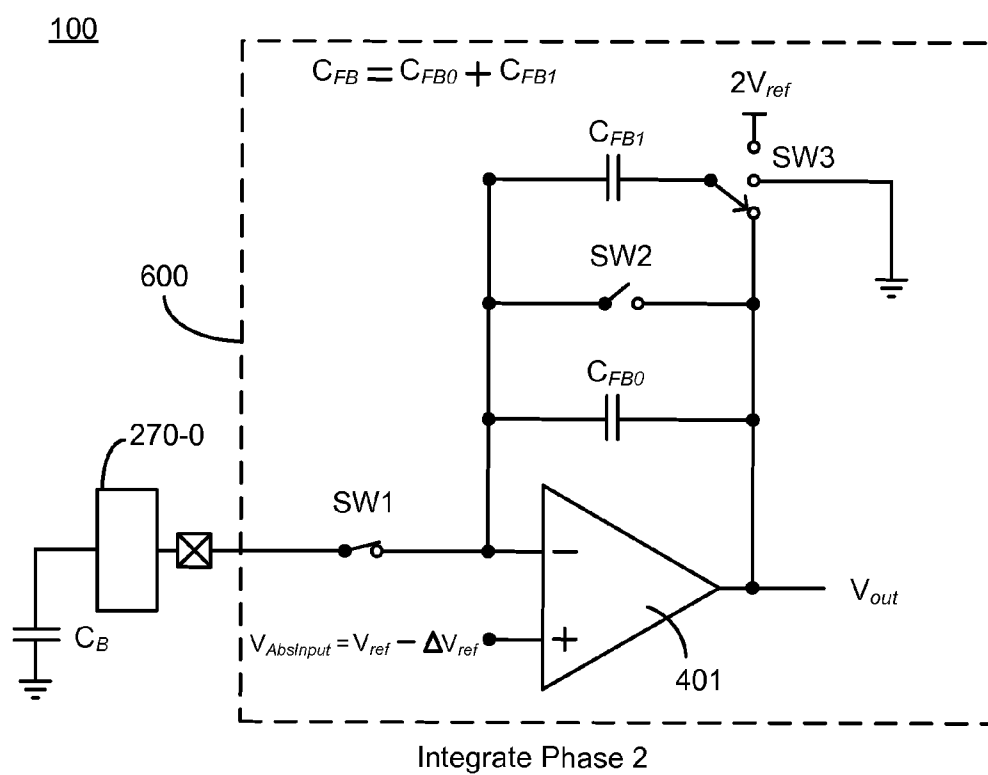 100
C_FB = C_FB0 + C_FB1
2V_ref
C_FB1
SW3
SW2
600
C_FB0
270-0
SW1
−
V_out
C_B
V_AbsInput = V_ref − ΔV_ref
+
401
Integrate Phase 2